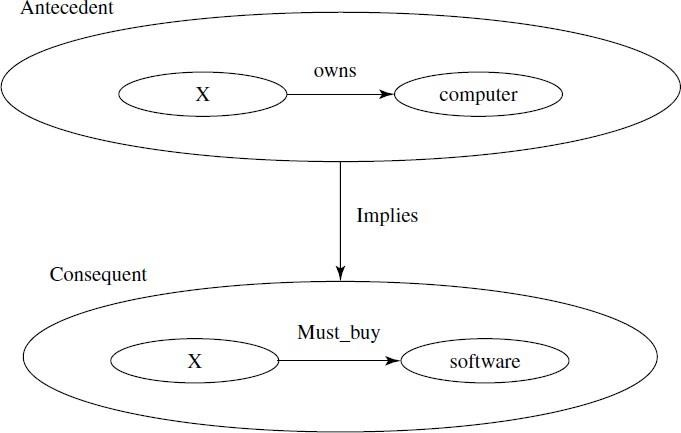 Antecedent
owns
X
computer
Implies
Consequent
Must_buy
X
software